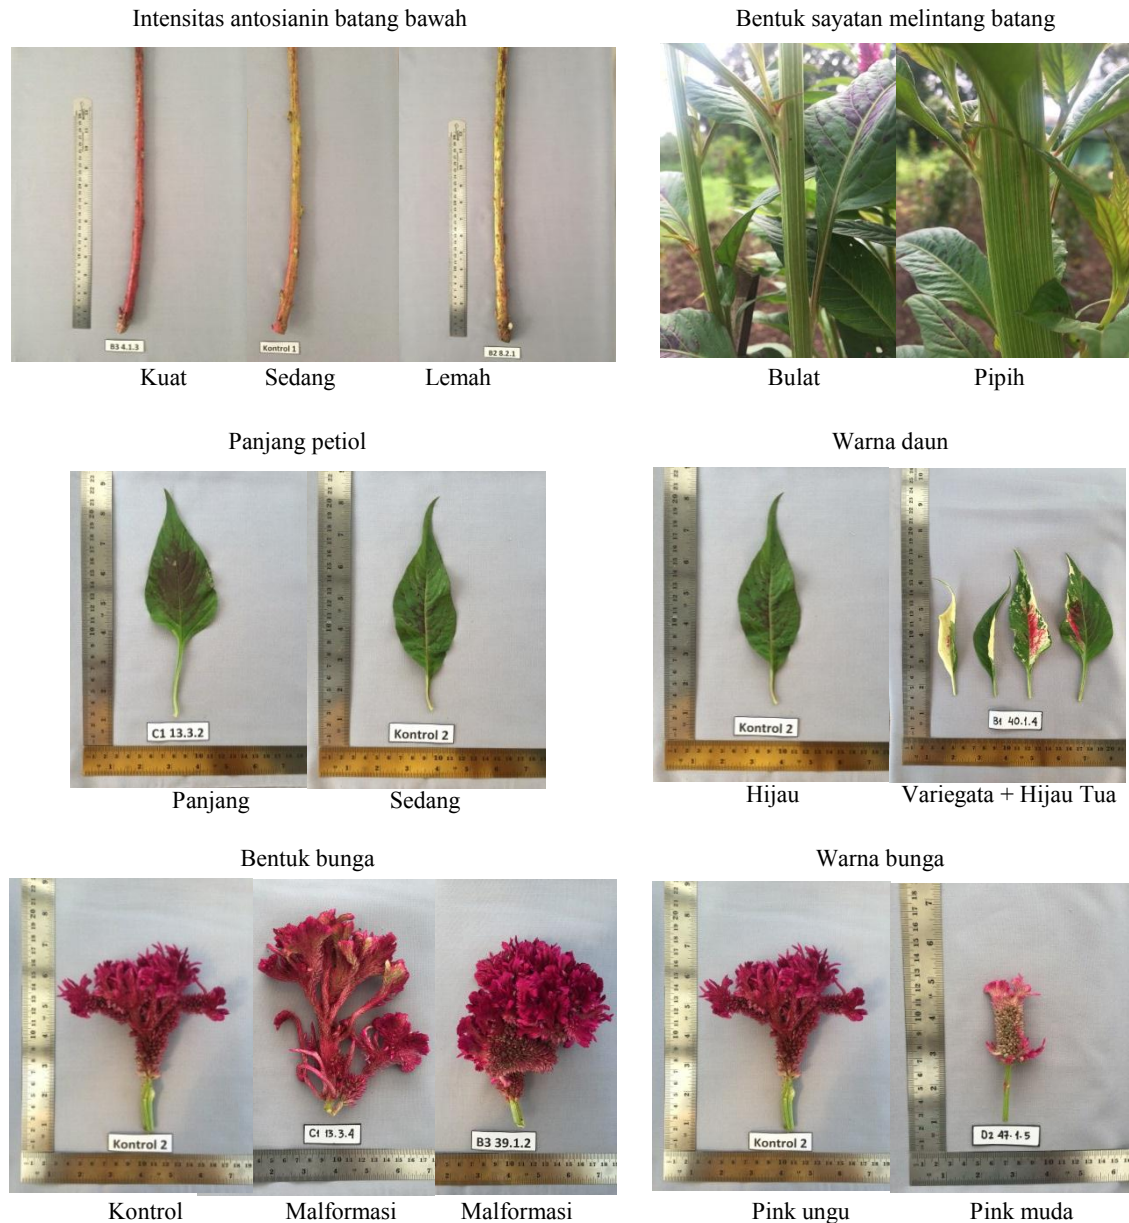 Intensitas antosianin batang bawah
Bentuk sayatan melintang batang
B3 4.1.3
Kontrol 1
B2 8.2.1
Kuat
Sedang
Lemah
Bulat
Pipih
Panjang petiol
Warna daun
C1 13.3.2
Kontrol 2
Kontrol 2
B1 40.1.4
Panjang
Sedang
Hijau
Variegata + Hijau Tua
Bentuk bunga
Warna bunga
Kontrol 2
C1 13.3.4
B3 39.1.2
Kontrol 2
D2 47.1.5
Kontrol
Malformasi
Malformasi
Pink ungu
Pink muda